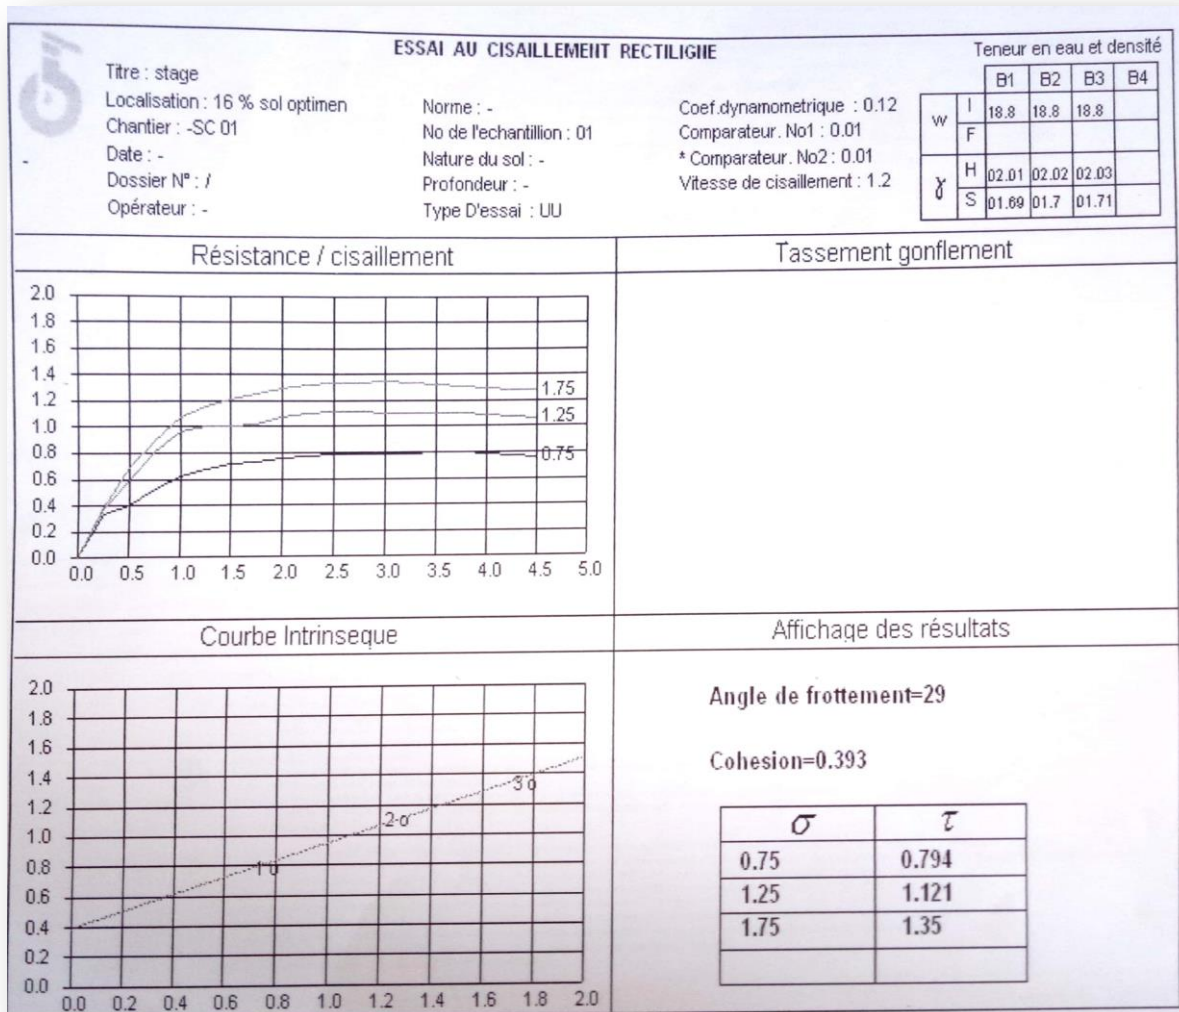 ESSAI AU CISAILLEMENT RECTILIGNE
Titre : stage
Localisation : 16 % sol optimen
Chantier : -SC 01
Date : -
Dossier N° : /
Opérateur : -
Norme : -
No de l'echantillion : 01
Nature du sol : -
Profondeur : -
Type D'essai : UU
Coef.dynamometrique : 0.12
Comparateur. No1 : 0.01
* Comparateur. No2 : 0.01
Vitesse de cisaillement : 1.2
Teneur en eau et densité
B1 B2 B3 B4
w I 18.8 18.8 18.8
F
γ H 02.01 02.02 02.03
S 01.69 01.7 01.71
Résistance / cisaillement
2.0
1.8
1.6
1.4
1.2
1.0
0.8
0.6
0.4
0.2
0.0
1.75
1.25
0.75
0.0 0.5 1.0 1.5 2.0 2.5 3.0 3.5 4.0 4.5 5.0
Tassement gonflement
Courbe Intrinseque
2.0
1.8
1.6
1.4
1.2
1.0
0.8
0.6
0.4
0.2
0.0
3 o
2 o
1 o
0.0 0.2 0.4 0.6 0.8 1.0 1.2 1.4 1.6 1.8 2.0
Affichage des résultats
Angle de frottement=29
Cohesion=0.393
σ τ
0.75 0.794
1.25 1.121
1.75 1.35